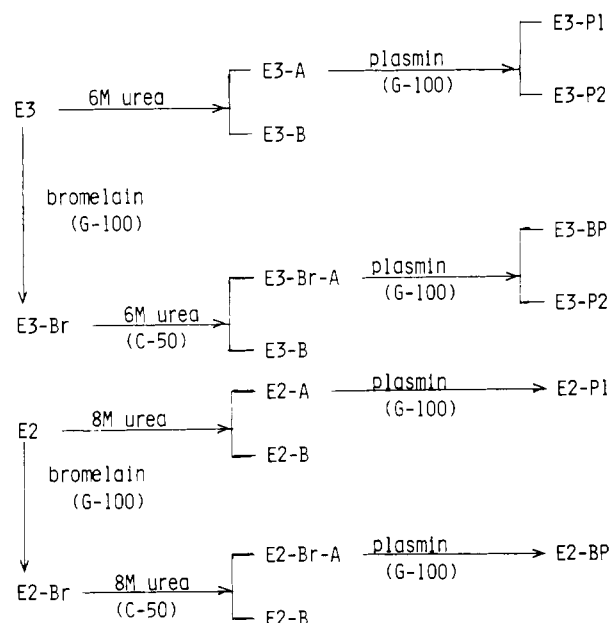 E3-P1
E3-A plasmin
(G-100)
E3-P2
E3 6M urea
E3-B
bromelain
(G-100)
E3-BP
E3-Br-A plasmin
(G-100)
E3-P2
E3-Br 6M urea
(C-50)
E3-B
E2-A plasmin E2-P1
(G-100)
E2 8M urea
E2-B
bromelain
(G-100)
E2-Br-A plasmin E2-BP
(G-100)
E2-Br 8M urea
(C-50)
E2-B